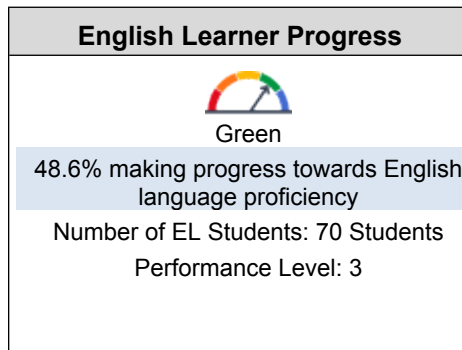 English Learner Progress
Green
48.6% making progress towards English
language proficiency
Number of EL Students: 70 Students
Performance Level: 3